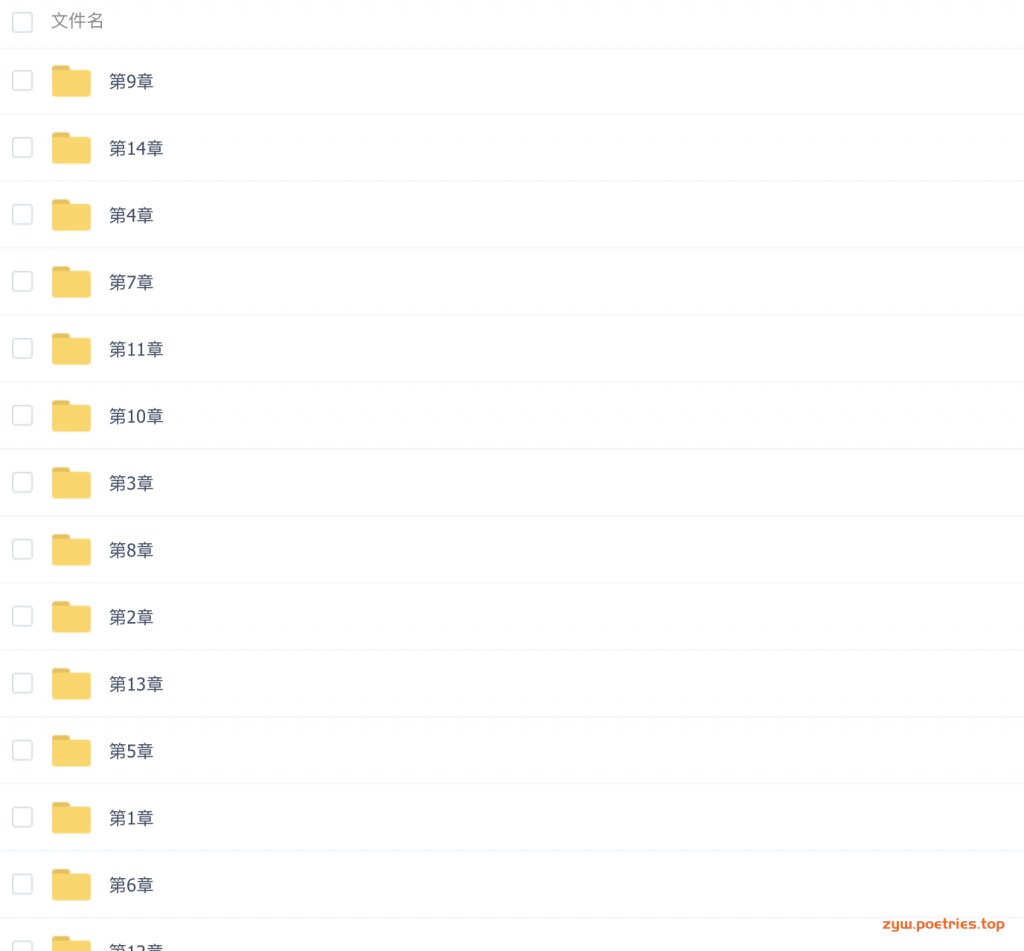 文件名
第9章
第14章
第4章
第7章
第11章
第10章
第3章
第8章
第2章
第13章
第5章
第1章
第6章
zyw.poetries.top
第12章